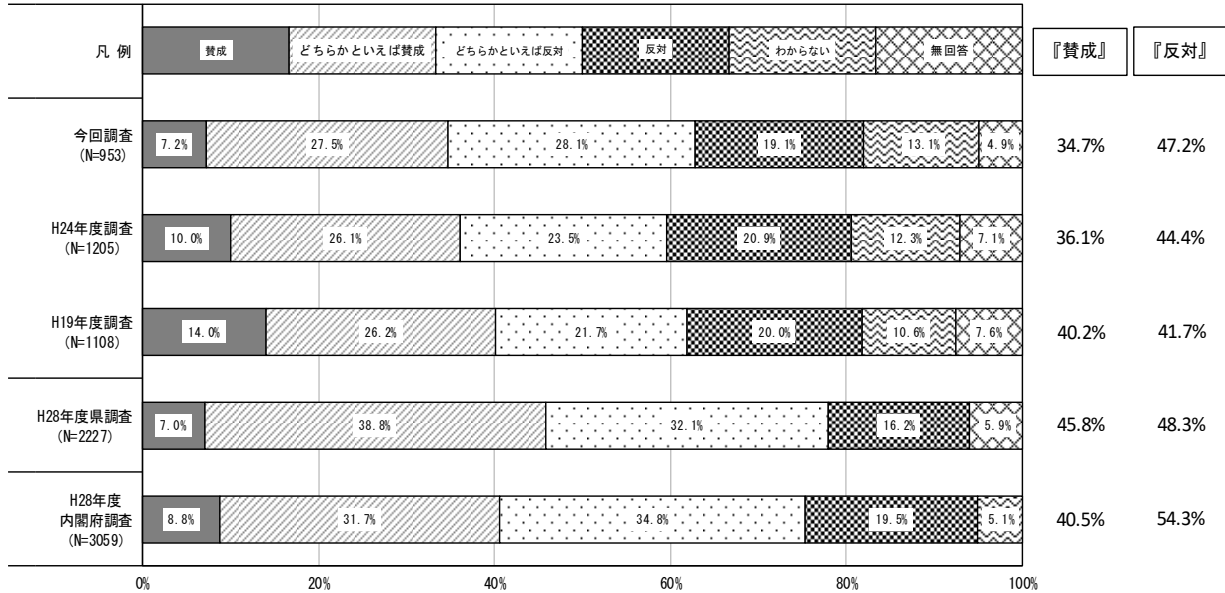 凡 例
賛成
どちらかといえば賛成
どちらかといえば反対
反対
わからない
無回答
『賛成』
『反対』
今回調査
(N=953)
7.2%
27.5%
28.1%
19.1%
13.1%
4.9%
34.7%
47.2%
H24年度調査
(N=1205)
10.0%
26.1%
23.5%
20.9%
12.3%
7.1%
36.1%
44.4%
H19年度調査
(N=1108)
14.0%
26.2%
21.7%
20.0%
10.6%
7.6%
40.2%
41.7%
H28年度県調査
(N=2227)
7.0%
38.8%
32.1%
16.2%
5.9%
45.8%
48.3%
H28年度
内閣府調査
(N=3059)
8.8%
31.7%
34.8%
19.5%
5.1%
40.5%
54.3%
0%
20%
40%
60%
80%
100%